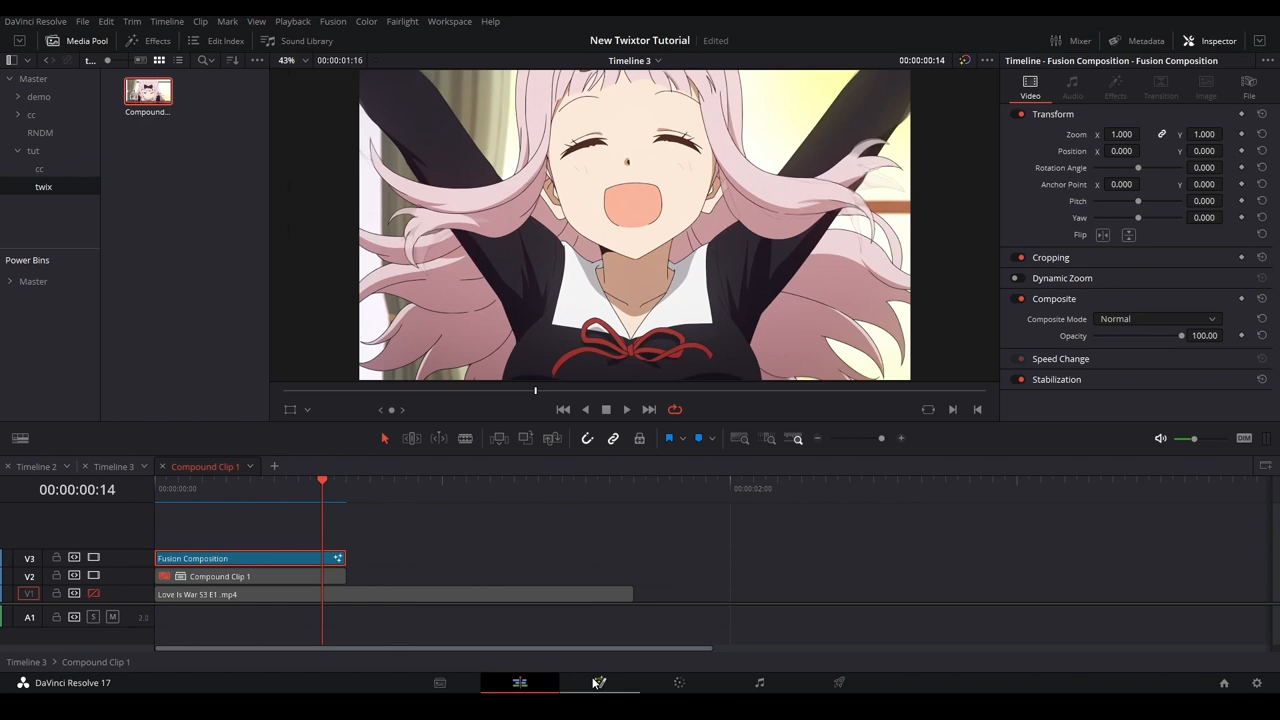 DaVinci Resolve File Edit Trim Timeline Clip Mark View Playback Fusion Color Fairlight Workspace Help
Media Pool Effects Edit Index Sound Library New Twixtor Tutorial Edited Mixer Metadata Inspector
t... 43% 00:00:01:16 Timeline 3 00:00:00:14 Timeline - Fusion Composition - Fusion Composition
Master
demo
cc
RNDM
tut
cc
twix
Power Bins
Master
Compound...
Video Audio Effects Transition Image File
Transform
Zoom X 1.000 Y 1.000
Position X 0.000 Y 0.000
Rotation Angle 0.000
Anchor Point X 0.000 Y 0.000
Pitch 0.000
Yaw 0.000
Flip
Cropping
Dynamic Zoom
Composite
Composite Mode Normal
Opacity 100.00
Speed Change
Stabilization
DIM
Timeline 2 Timeline 3 Compound Clip 1
00:00:00:14 00:00:00:00 00:00:02:00
V3 Fusion Composition
V2 Compound Clip 1
V1 Love Is War S3 E1 .mp4
A1 S M 2.0
Timeline 3 > Compound Clip 1
DaVinci Resolve 17